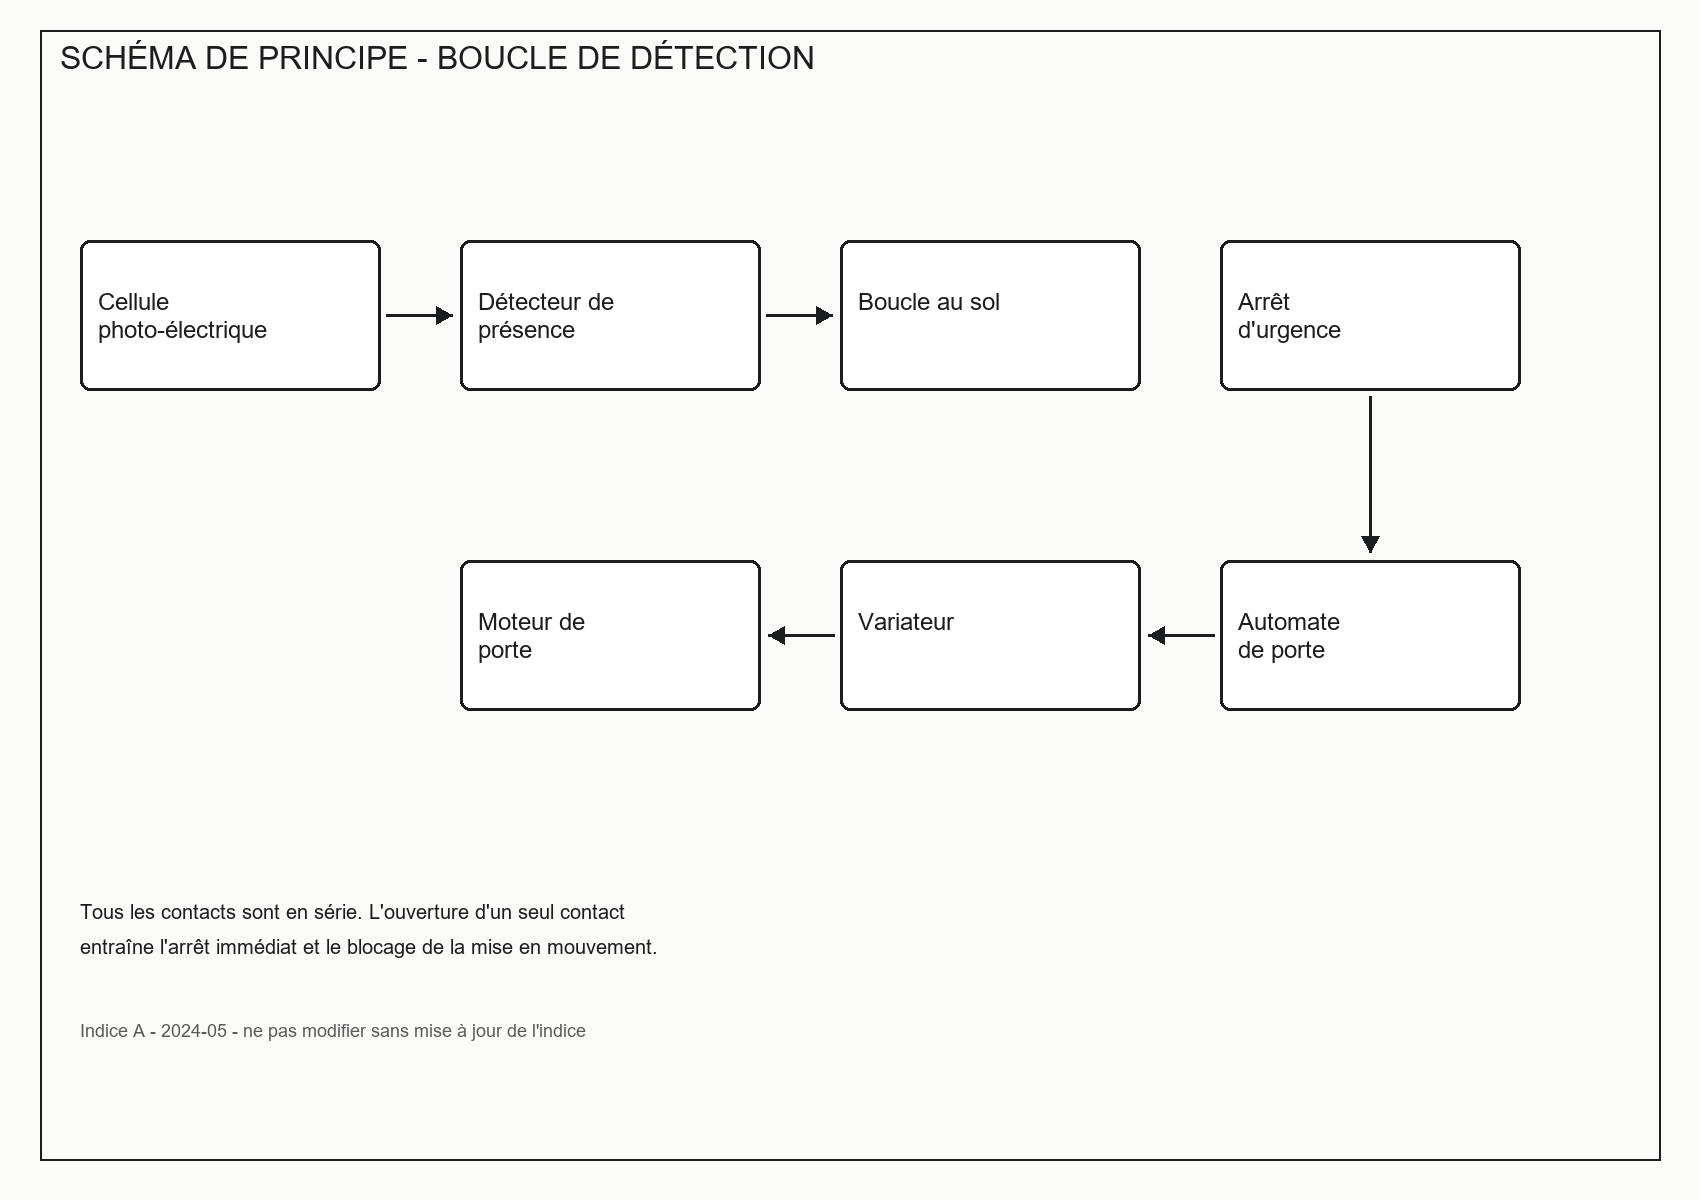 SCHÉMA DE PRINCIPE - BOUCLE DE DÉTECTION
Cellule
photo-électrique
Détecteur de
présence
Boucle au sol
Arrêt
d'urgence
Moteur de
porte
Variateur
Automate
de porte
Tous les contacts sont en série. L'ouverture d'un seul contact
entraîne l'arrêt immédiat et le blocage de la mise en mouvement.
Indice A - 2024-05 - ne pas modifier sans mise à jour de l'indice